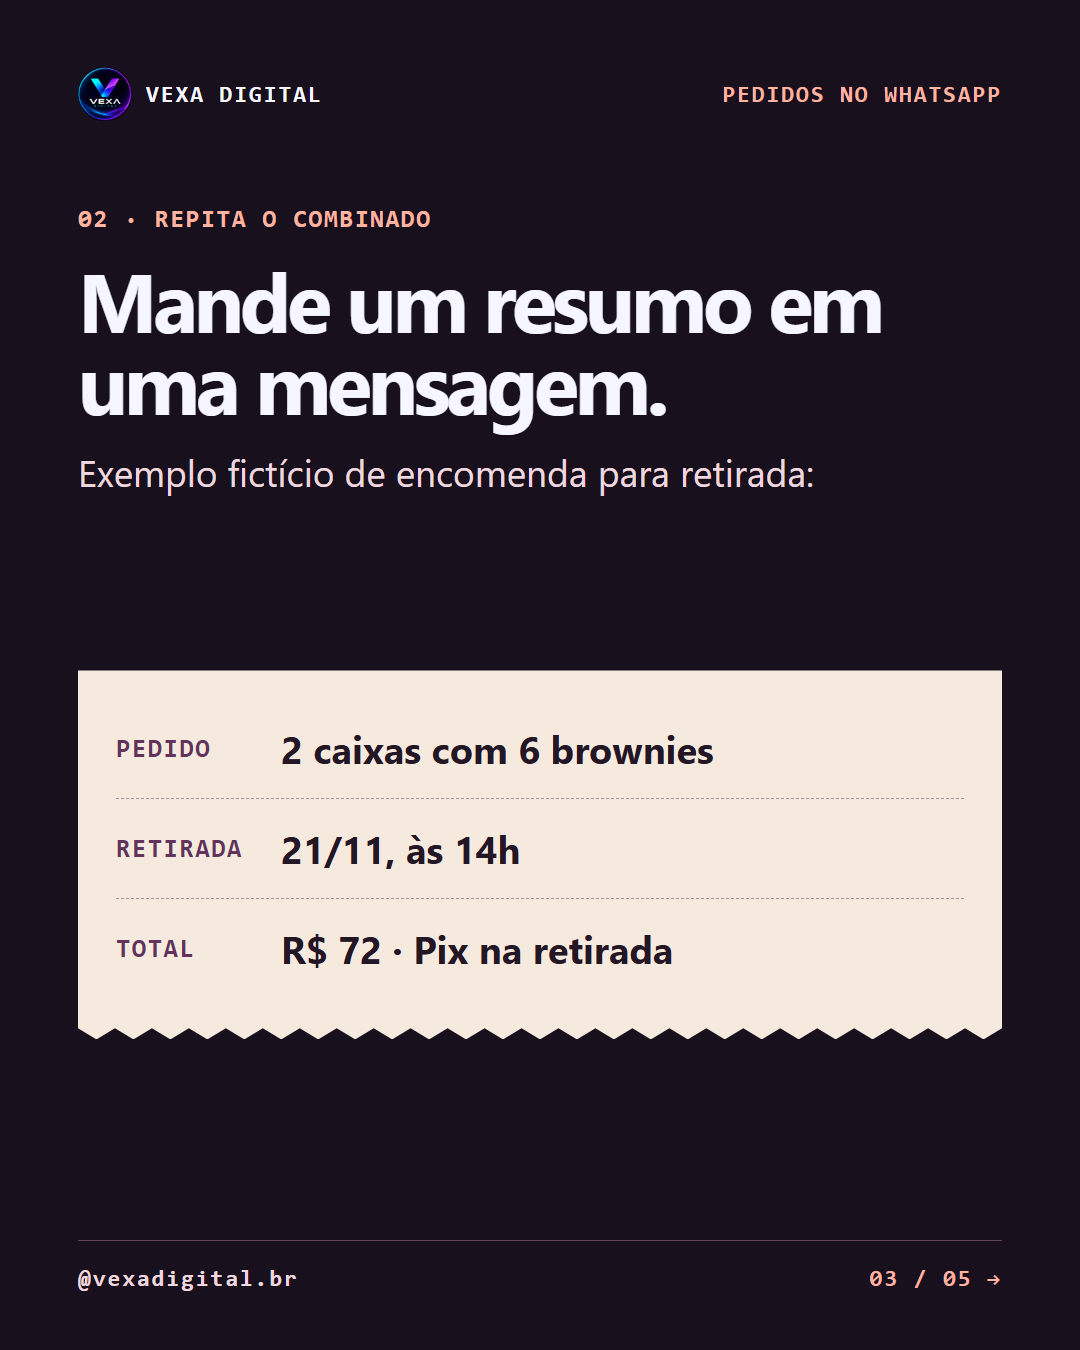 VEXA
VEXA DIGITAL
PEDIDOS NO WHATSAPP
02 · REPITA O COMBINADO
Mande um resumo em
uma mensagem.
Exemplo fictício de encomenda para retirada:
PEDIDO 2 caixas com 6 brownies
RETIRADA 21/11, às 14h
TOTAL R$ 72 · Pix na retirada
@vexadigital.br
03 / 05 →